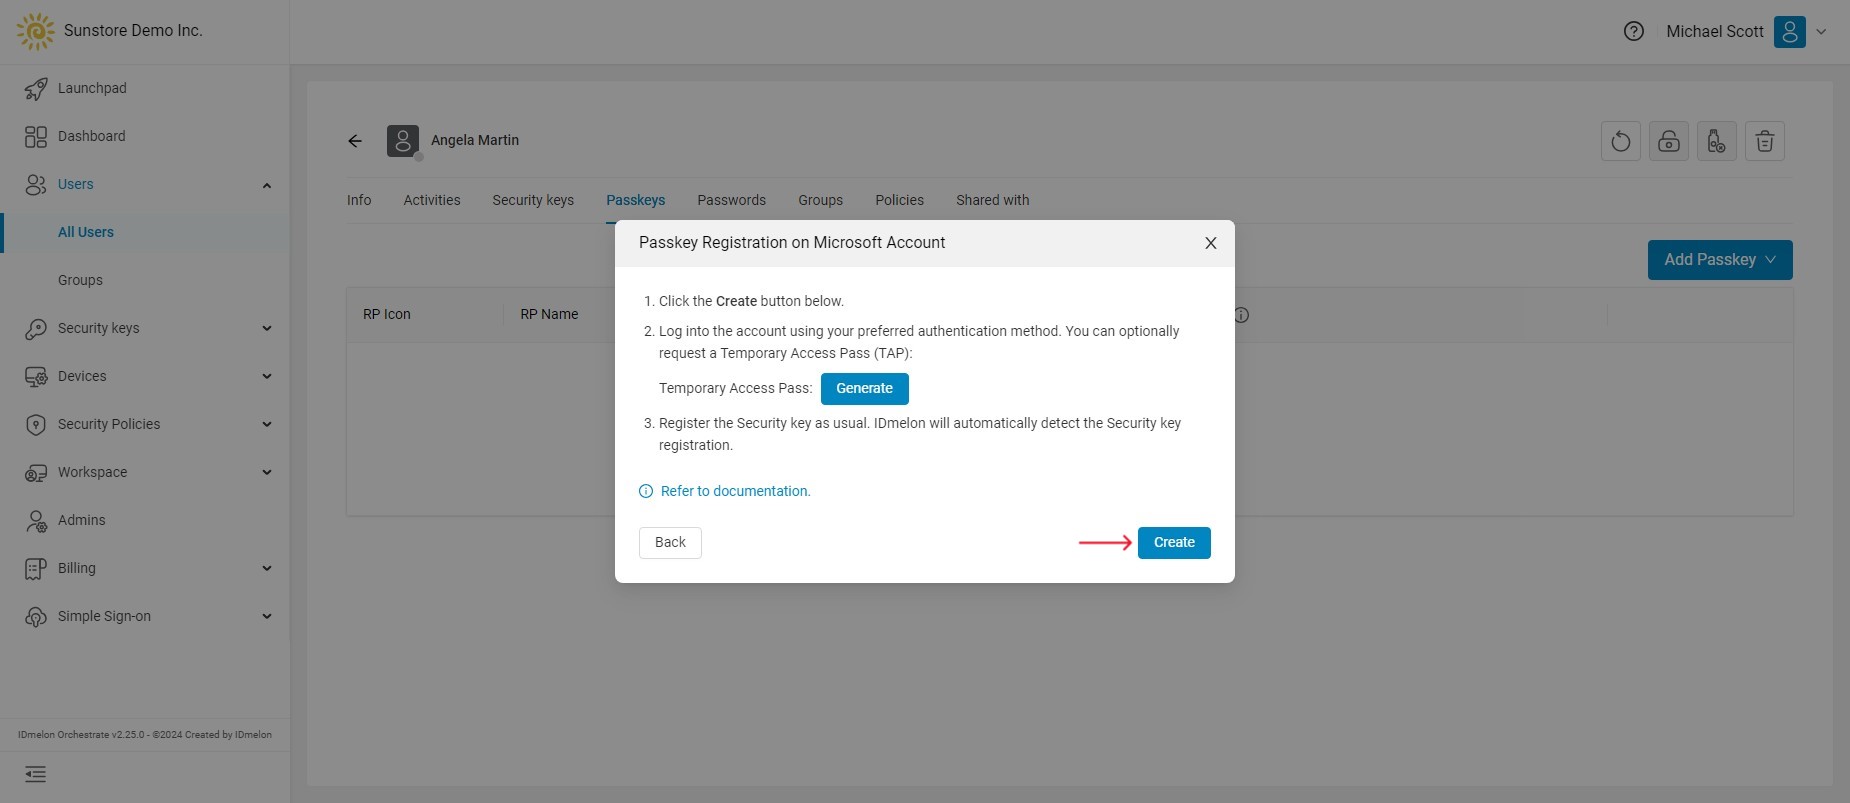 Sunstore Demo Inc.
Michael Scott
Launchpad
Dashboard
Users
All Users
Groups
Security keys
Devices
Security Policies
Workspace
Admins
Billing
Simple Sign-on
IDmelon Orchestrate v2.25.0 - ©2024 Created by IDmelon
Angela Martin
Info Activities Security keys Passkeys Passwords Groups Policies Shared with
Add Passkey
RP Icon RP Name
Passkey Registration on Microsoft Account
1. Click the Create button below.
2. Log into the account using your preferred authentication method. You can optionally
request a Temporary Access Pass (TAP):
Temporary Access Pass: Generate
3. Register the Security key as usual. IDmelon will automatically detect the Security key
registration.
Refer to documentation.
Back Create